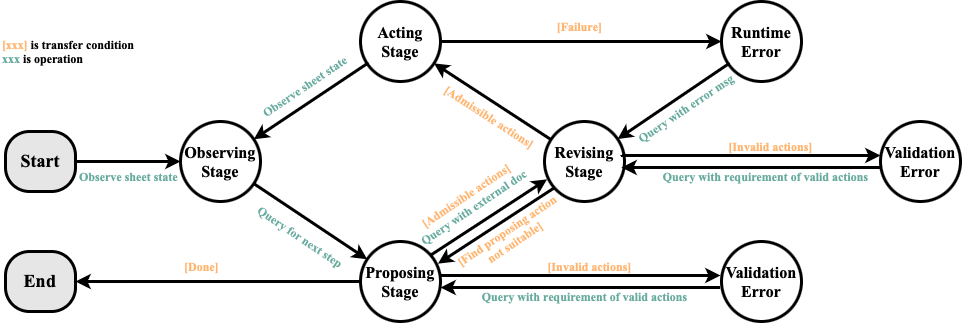 [xxx] is transfer condition
xxx is operation
Acting
Stage
[Failure]
Runtime
Error
Observe sheet state
[Admissible actions]
Query with error msg
Start
Observe sheet state
Observing
Stage
Revising
Stage
[Invalid actions]
Query with requirement of valid actions
Validation
Error
Query for next step
[Admissible actions]
Query with external doc
[Find proposing action
not suitable]
End
[Done]
Proposing
Stage
[Invalid actions]
Query with requirement of valid actions
Validation
Error